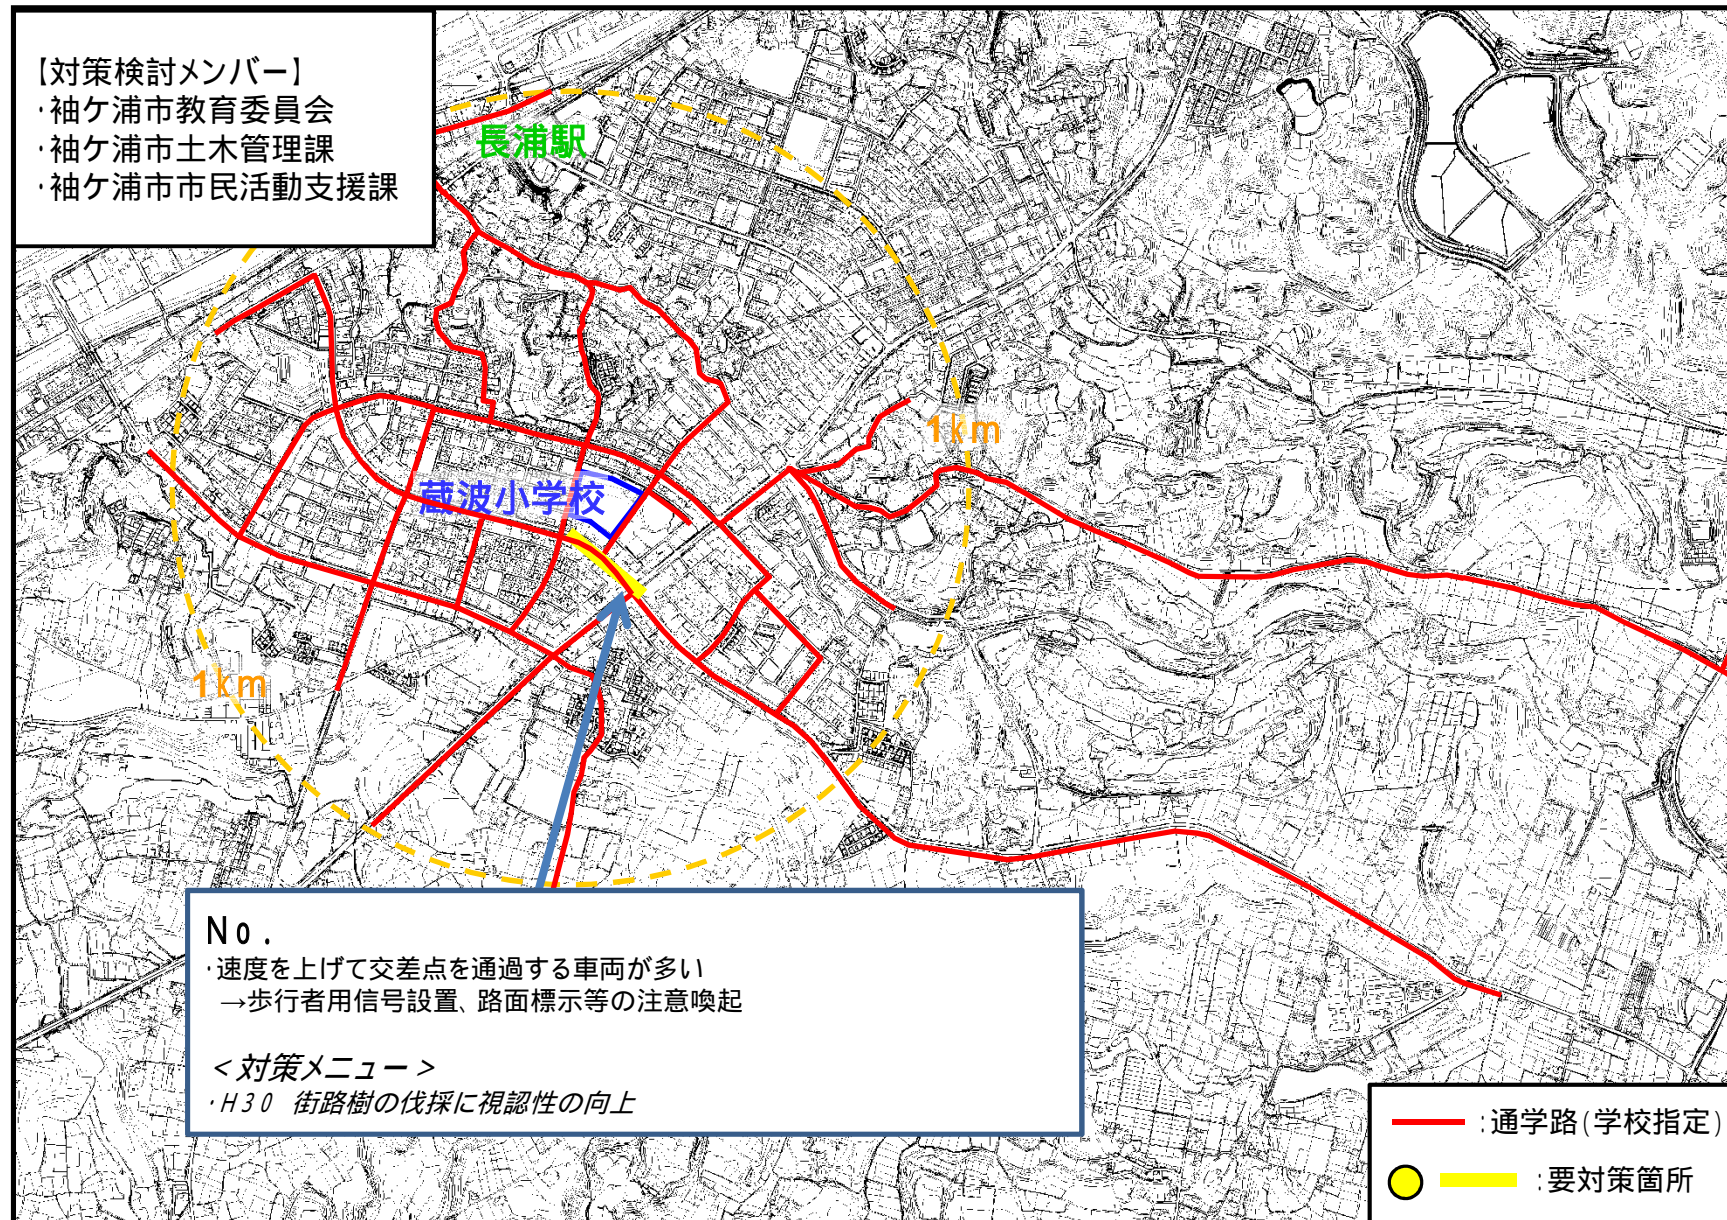 【対策検討メンバー】
・袖ケ浦市教育委員会
・袖ケ浦市土木管理課
・袖ケ浦市市民活動支援課
長浦駅
1km
蔵波小学校
1km
No.
・速度を上げて交差点を通過する車両が多い
→歩行者用信号設置、路面標示等の注意喚起
<対策メニュー>
・H30 街路樹の伐採に視認性の向上
:通学路(学校指定)
:要対策箇所